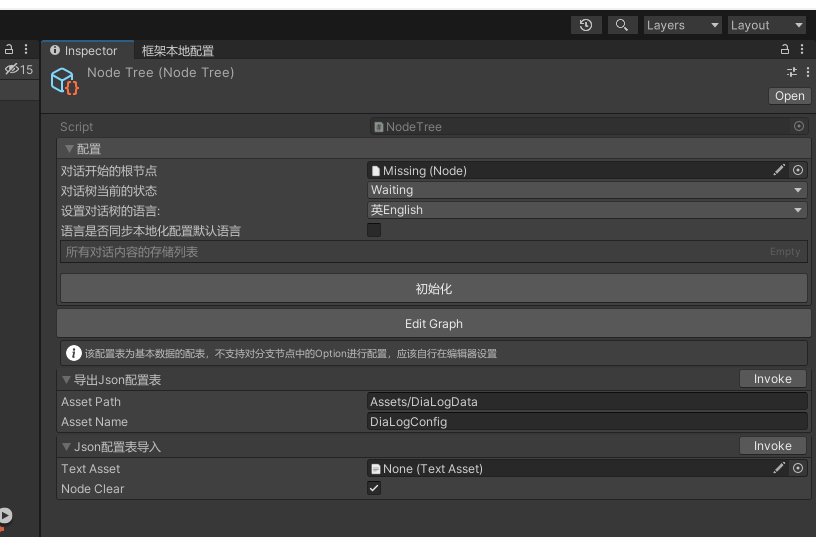 Layers
Layout
15
Inspector
框架本地配置
Node Tree (Node Tree)
Open
Script
NodeTree
配置
对话开始的根节点
Missing (Node)
对话树当前的状态
Waiting
设置对话树的语言:
英English
语言是否同步本地化配置默认语言
所有对话内容的存储列表
Empty
初始化
Edit Graph
该配置表为基本数据的配表，不支持对分支节点中的Option进行配置，应该自行在编辑器设置
导出Json配置表
Invoke
Asset Path
Assets/DiaLogData
Asset Name
DiaLogConfig
Json配置表导入
Invoke
Text Asset
None (Text Asset)
Node Clear